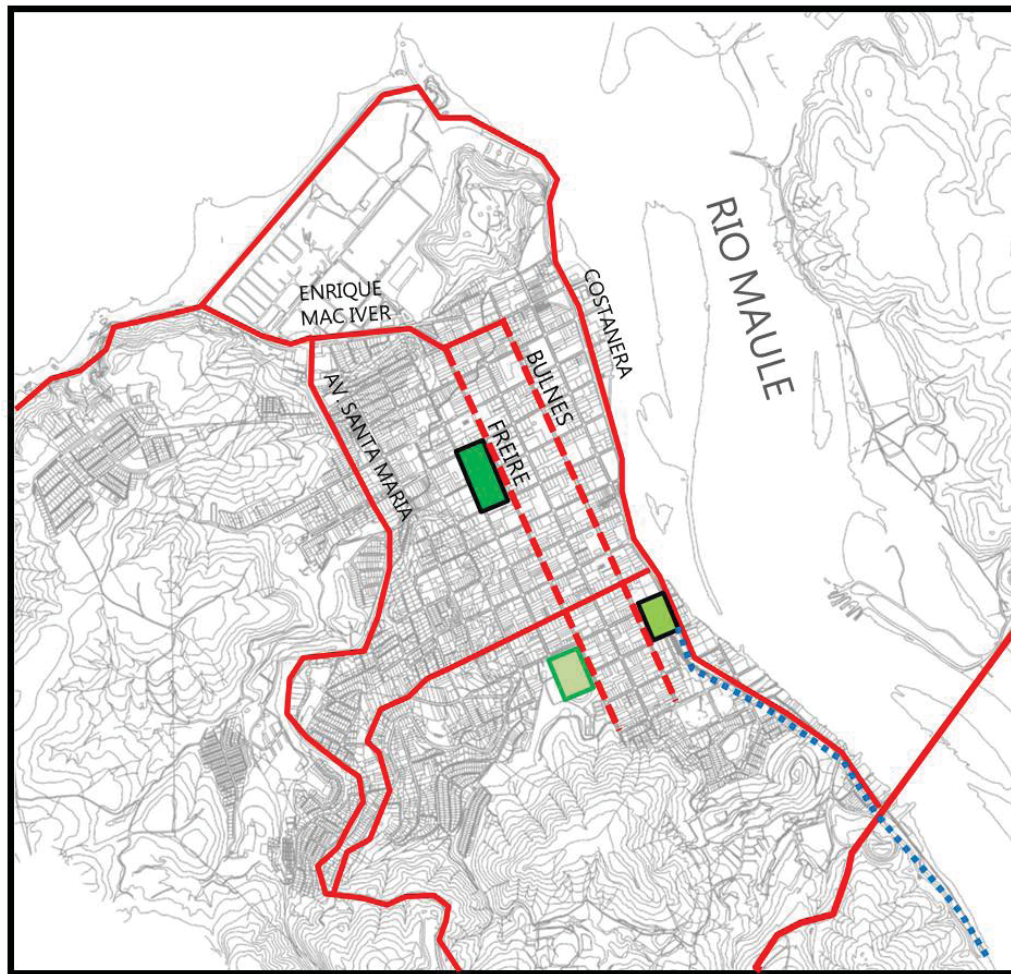 RIO MAULE
COSTANERA
ENRIQUE
MAC IVER
BULNES
AV. SANTA MARIA
FREIRE